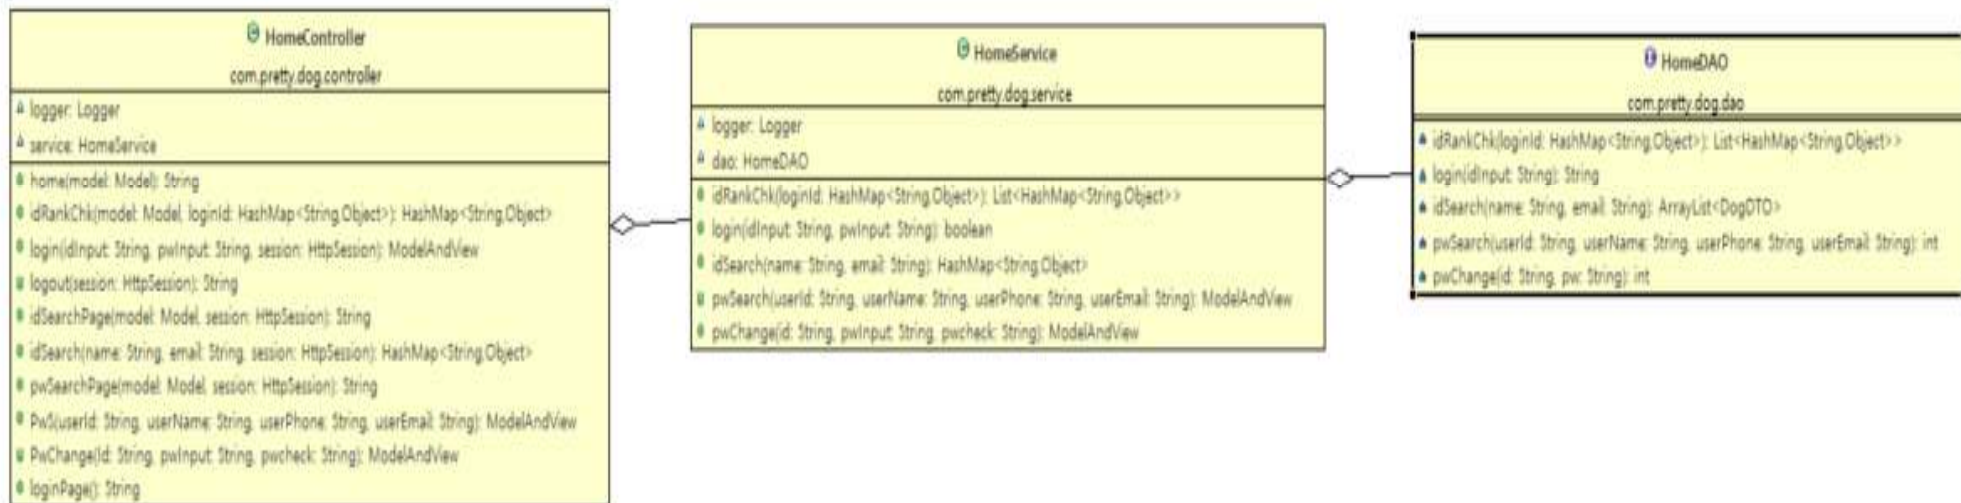 HomeController
com.pretty.dog.controller
logger: Logger
service: HomeService
home(model: Model): String
idRankChk(model: Model, loginId: HashMap<String,Object>): HashMap<String,Object>
login(idInput: String, pwInput: String, session: HttpSession): ModelAndView
logout(session: HttpSession): String
idSearchPage(model: Model, session: HttpSession): String
idSearch(name: String, email: String, session: HttpSession): HashMap<String,Object>
pwSearchPage(model: Model, session: HttpSession): String
PwS(userId: String, userName: String, userPhone: String, userEmail: String): ModelAndView
PwChange(Id: String, pwInput: String, pwcheck: String): ModelAndView
loginPage(): String
HomeService
com.pretty.dog.service
logger: Logger
dao: HomeDAO
idRankChk(loginId: HashMap<String,Object>): List<HashMap<String,Object>>
login(idInput: String, pwInput: String): boolean
idSearch(name: String, email: String): HashMap<String,Object>
pwSearch(userId: String, userName: String, userPhone: String, userEmail: String): ModelAndView
pwChange(id: String, pwInput: String, pwcheck: String): ModelAndView
HomeDAO
com.pretty.dog.dao
idRankChk(loginId: HashMap<String,Object>): List<HashMap<String,Object>>
login(idInput: String): String
idSearch(name: String, email: String): ArrayList<DogDTO>
pwSearch(userId: String, userName: String, userPhone: String, userEmail: String): int
pwChange(id: String, pw: String): int